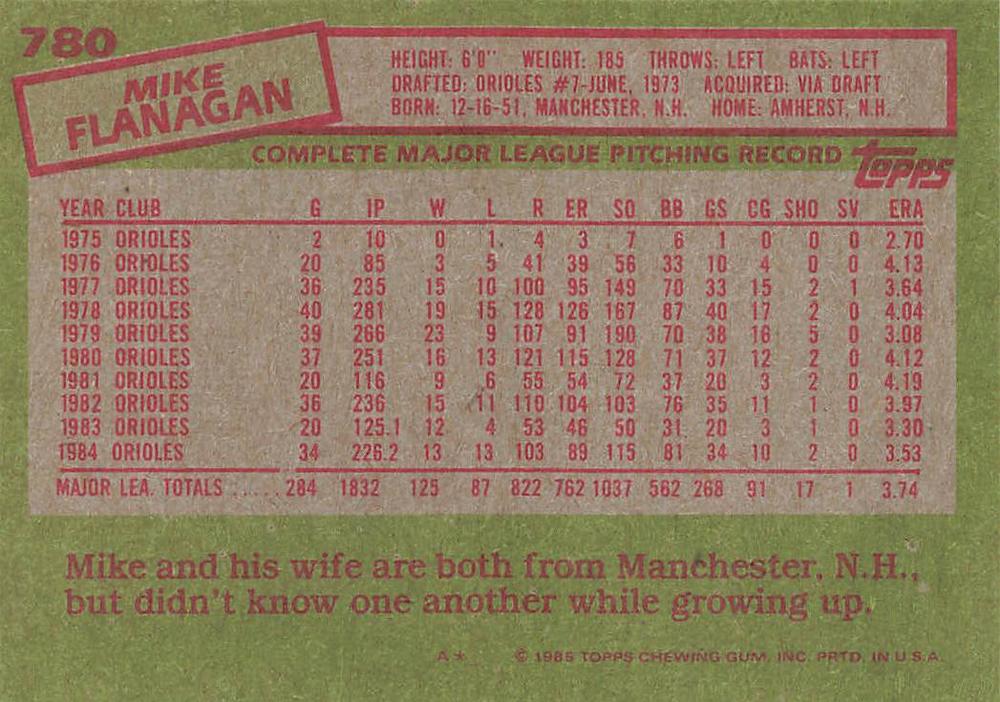 780
MIKE
FLANAGAN
HEIGHT: 6'0" WEIGHT: 185 THROWS: LEFT BATS: LEFT
DRAFTED: ORIOLES #7-JUNE, 1973 ACQUIRED: VIA DRAFT
BORN: 12-16-51, MANCHESTER, N.H. HOME: AMHERST, N.H.
COMPLETE MAJOR LEAGUE PITCHING RECORD topps
YEAR CLUB G IP W L R ER SO BB GS CG SHO SV ERA
1975 ORIOLES 2 10 0 1 4 3 7 6 1 0 0 0 2.70
1976 ORIOLES 20 85 3 5 41 39 56 33 10 4 0 0 4.13
1977 ORIOLES 36 235 15 10 100 95 149 70 33 15 2 1 3.64
1978 ORIOLES 40 281 19 15 128 126 167 87 40 17 2 0 4.04
1979 ORIOLES 39 266 23 9 107 91 190 70 38 16 5 0 3.08
1980 ORIOLES 37 251 16 13 121 115 128 71 37 12 2 0 4.12
1981 ORIOLES 20 116 9 6 55 54 72 37 20 3 2 0 4.19
1982 ORIOLES 36 236 15 11 110 104 103 76 35 11 1 0 3.97
1983 ORIOLES 20 125.1 12 4 53 46 50 31 20 3 1 0 3.30
1984 ORIOLES 34 226.2 13 13 103 89 115 81 34 10 2 0 3.53
MAJOR LEA. TOTALS ..... 284 1832 125 87 822 762 1037 562 268 91 17 1 3.74
Mike and his wife are both from Manchester, N.H.,
but didn't know one another while growing up.
A* © 1985 TOPPS CHEWING GUM, INC. PRTD. IN U.S.A.